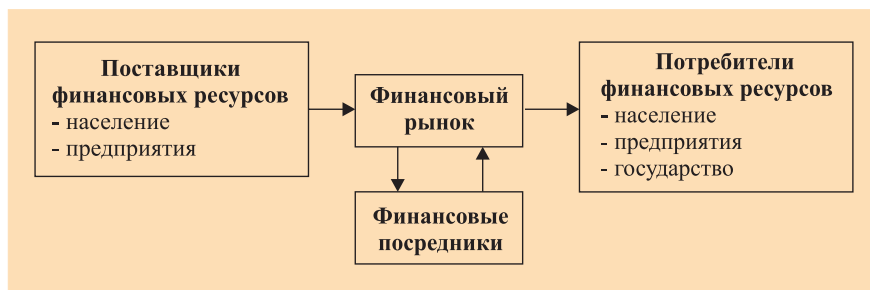 Поставщики
финансовых ресурсов
- население
- предприятия
Финансовый
рынок
Финансовые
посредники
Потребители
финансовых ресурсов
- население
- предприятия
- государство